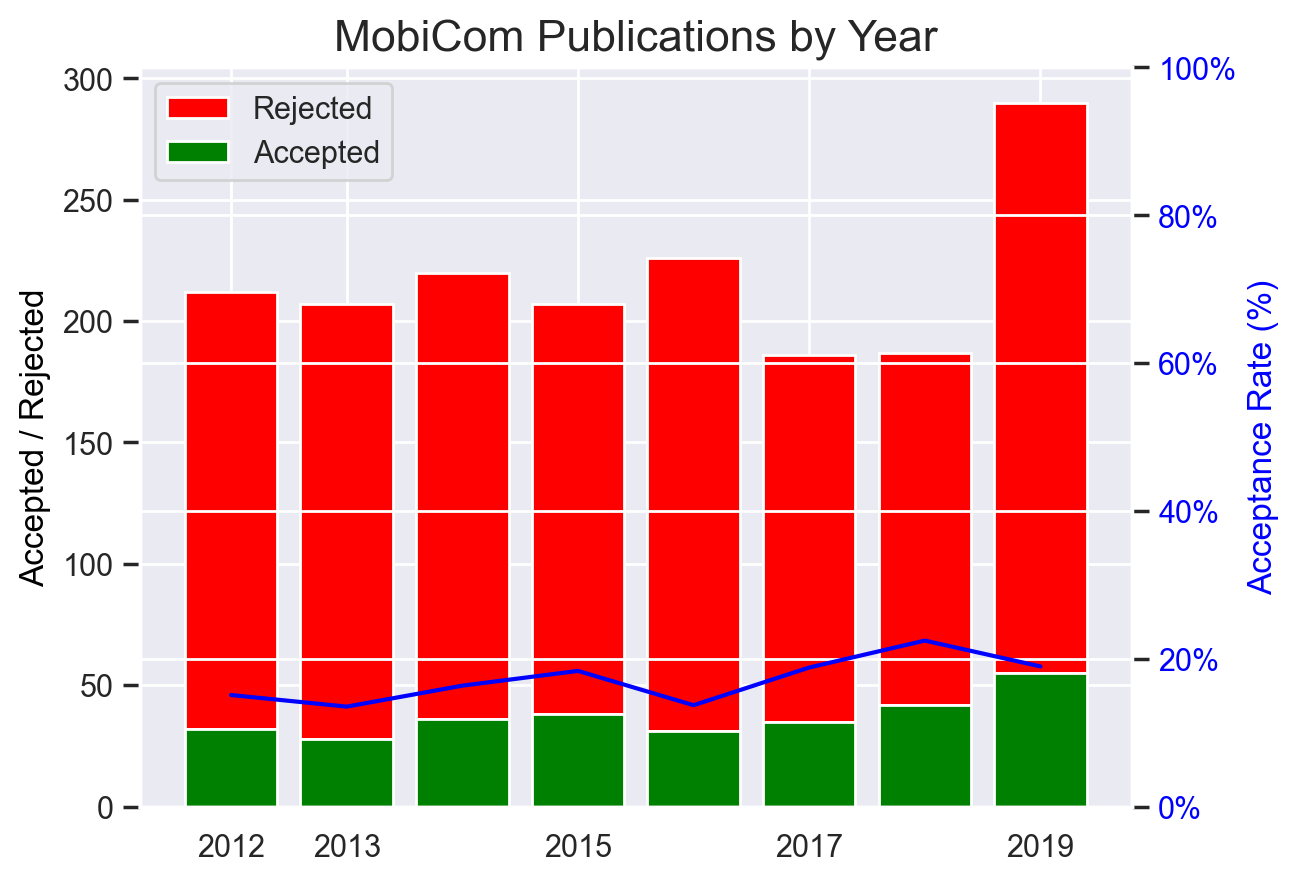 MobiCom Publications by Year
Rejected
Accepted
Accepted / Rejected
300
250
200
150
100
50
0
100%
80%
60%
40%
20%
0%
Acceptance Rate (%)
2012 2013 2015 2017 2019